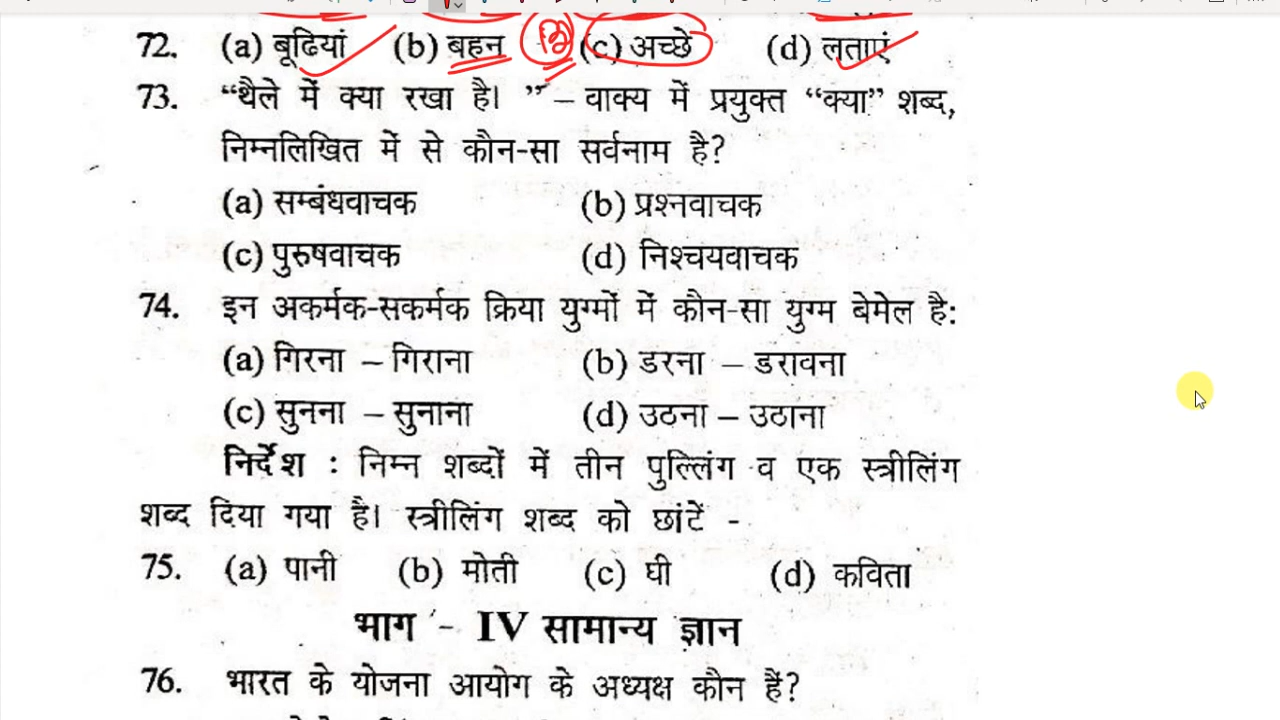 72. (a) बूढियां (b) बहन (c) अच्छे (d) लताएं
73. “थैले में क्या रखा है। ” – वाक्य में प्रयुक्त “क्या” शब्द,
निम्नलिखित में से कौन-सा सर्वनाम है?
(a) सम्बंधवाचक (b) प्रश्नवाचक
(c) पुरुषवाचक (d) निश्चयवाचक
74. इन अकर्मक-सकर्मक क्रिया युग्मों में कौन-सा युग्म बेमेल है:
(a) गिरना – गिराना (b) डरना – डरावना
(c) सुनना – सुनाना (d) उठना – उठाना
निर्देश : निम्न शब्दों में तीन पुल्लिंग व एक स्त्रीलिंग
शब्द दिया गया है। स्त्रीलिंग शब्द को छांटें -
75. (a) पानी (b) मोती (c) घी (d) कविता
भाग - IV सामान्य ज्ञान
76. भारत के योजना आयोग के अध्यक्ष कौन हैं?